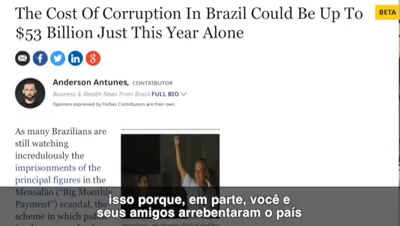 The Cost Of Corruption In Brazil Could Be Up To
$53 Billion Just This Year Alone
BETA
Anderson Antunes, CONTRIBUTOR
Business & Wealth News From Brazil FULL BIO
Opinions expressed by Forbes Contributors are their own.
As many Brazilians are
still watching
incredulously the
imprisonments of the
principal figures in the
Mensalão ("Big Monthly
Payment") scandal, the
scheme in which public
Isso porque, em parte, você e
seus amigos arrebentaram o país